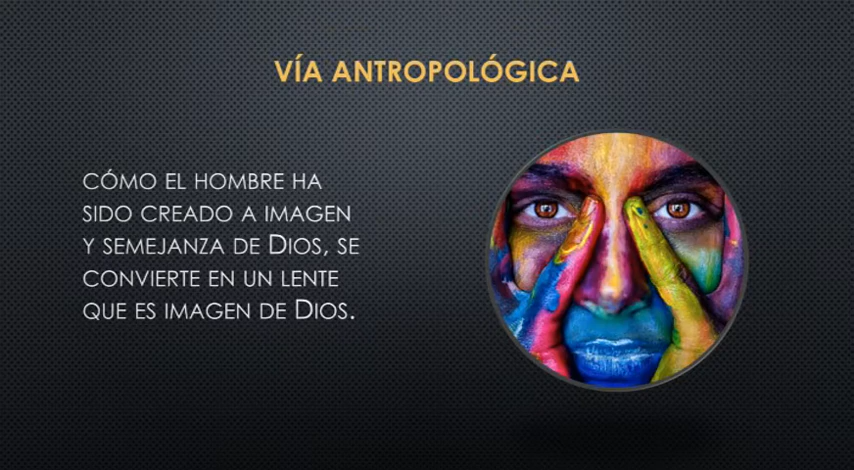 VÍA ANTROPOLÓGICA
CÓMO EL HOMBRE HA
SIDO CREADO A IMAGEN
Y SEMEJANZA DE DIOS, SE
CONVIERTE EN UN LENTE
QUE ES IMAGEN DE DIOS.